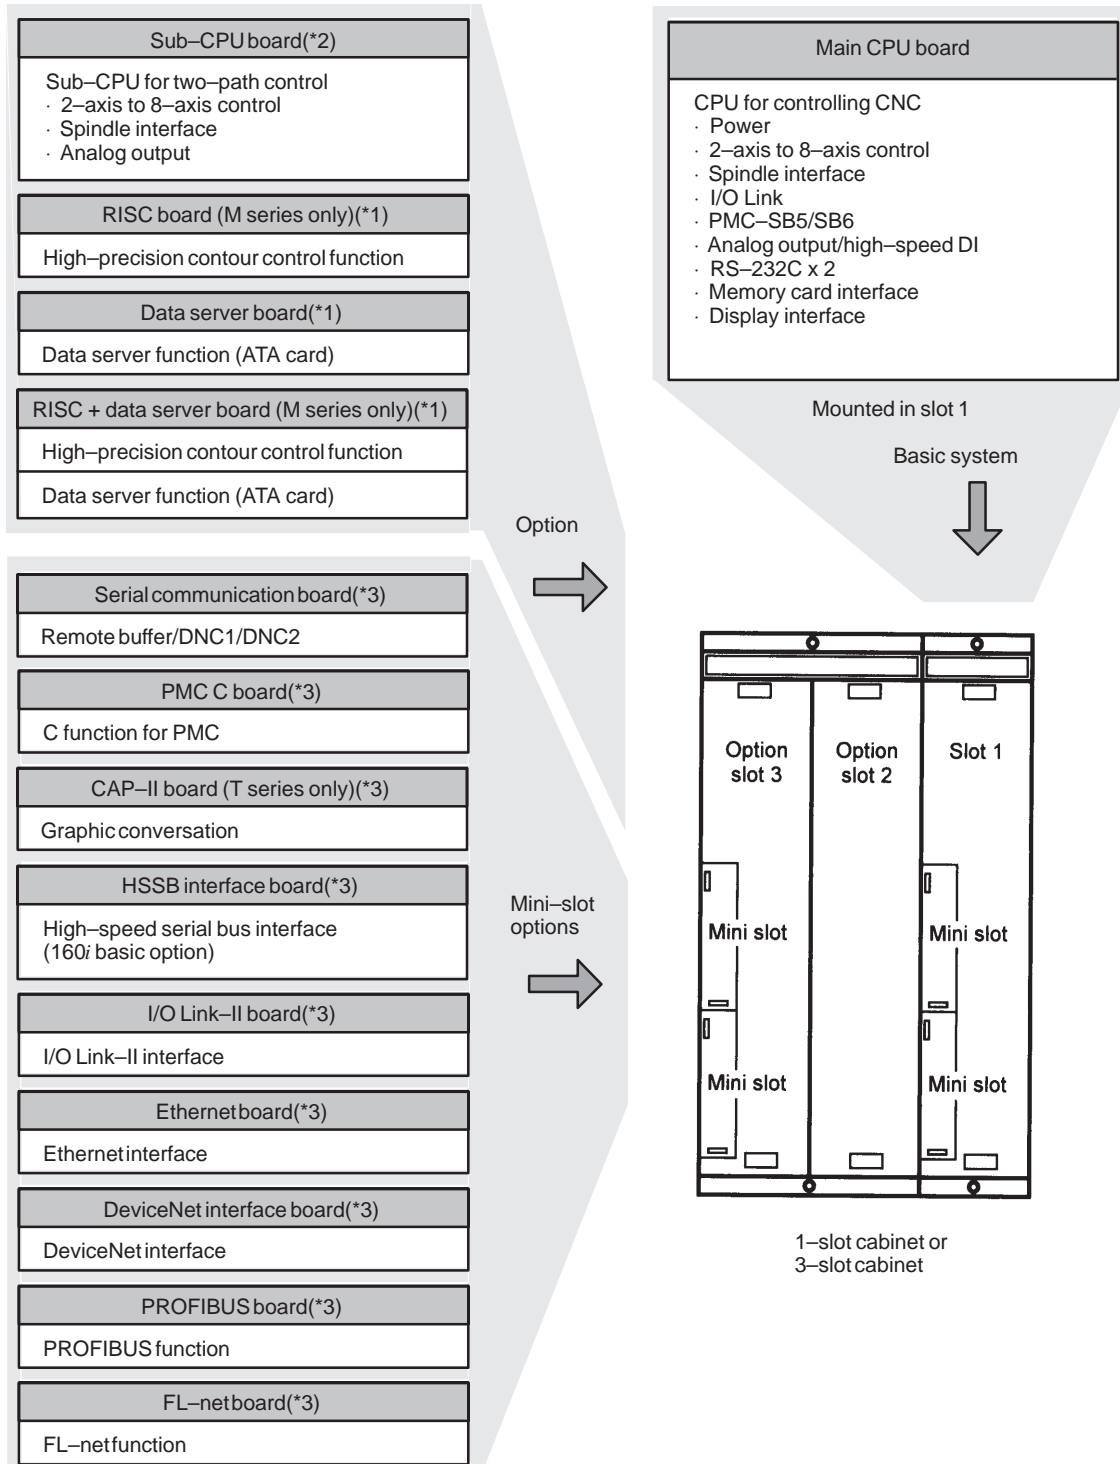 Sub–CPU board(*2)
Sub–CPU for two–path control
· 2–axis to 8–axis control
· Spindle interface
· Analog output
RISC board (M series only)(*1)
High–precision contour control function
Data server board(*1)
Data server function (ATA card)
RISC + data server board (M series only)(*1)
High–precision contour control function
Data server function (ATA card)
Serial communication board(*3)
Remote buffer/DNC1/DNC2
PMC C board(*3)
C function for PMC
CAP–II board (T series only)(*3)
Graphic conversation
HSSB interface board(*3)
High–speed serial bus interface
(160i basic option)
I/O Link–II board(*3)
I/O Link–II interface
Ethernet board(*3)
Ethernet interface
DeviceNet interface board(*3)
DeviceNet interface
PROFIBUS board(*3)
PROFIBUS function
FL–net board(*3)
FL–net function
Option
Mini–slot
options
Main CPU board
CPU for controlling CNC
· Power
· 2–axis to 8–axis control
· Spindle interface
· I/O Link
· PMC–SB5/SB6
· Analog output/high–speed DI
· RS–232C x 2
· Memory card interface
· Display interface
Mounted in slot 1
Basic system
Option
slot 3
Option
slot 2
Slot 1
Mini slot
Mini slot
Mini slot
Mini slot
1–slot cabinet or
3–slot cabinet